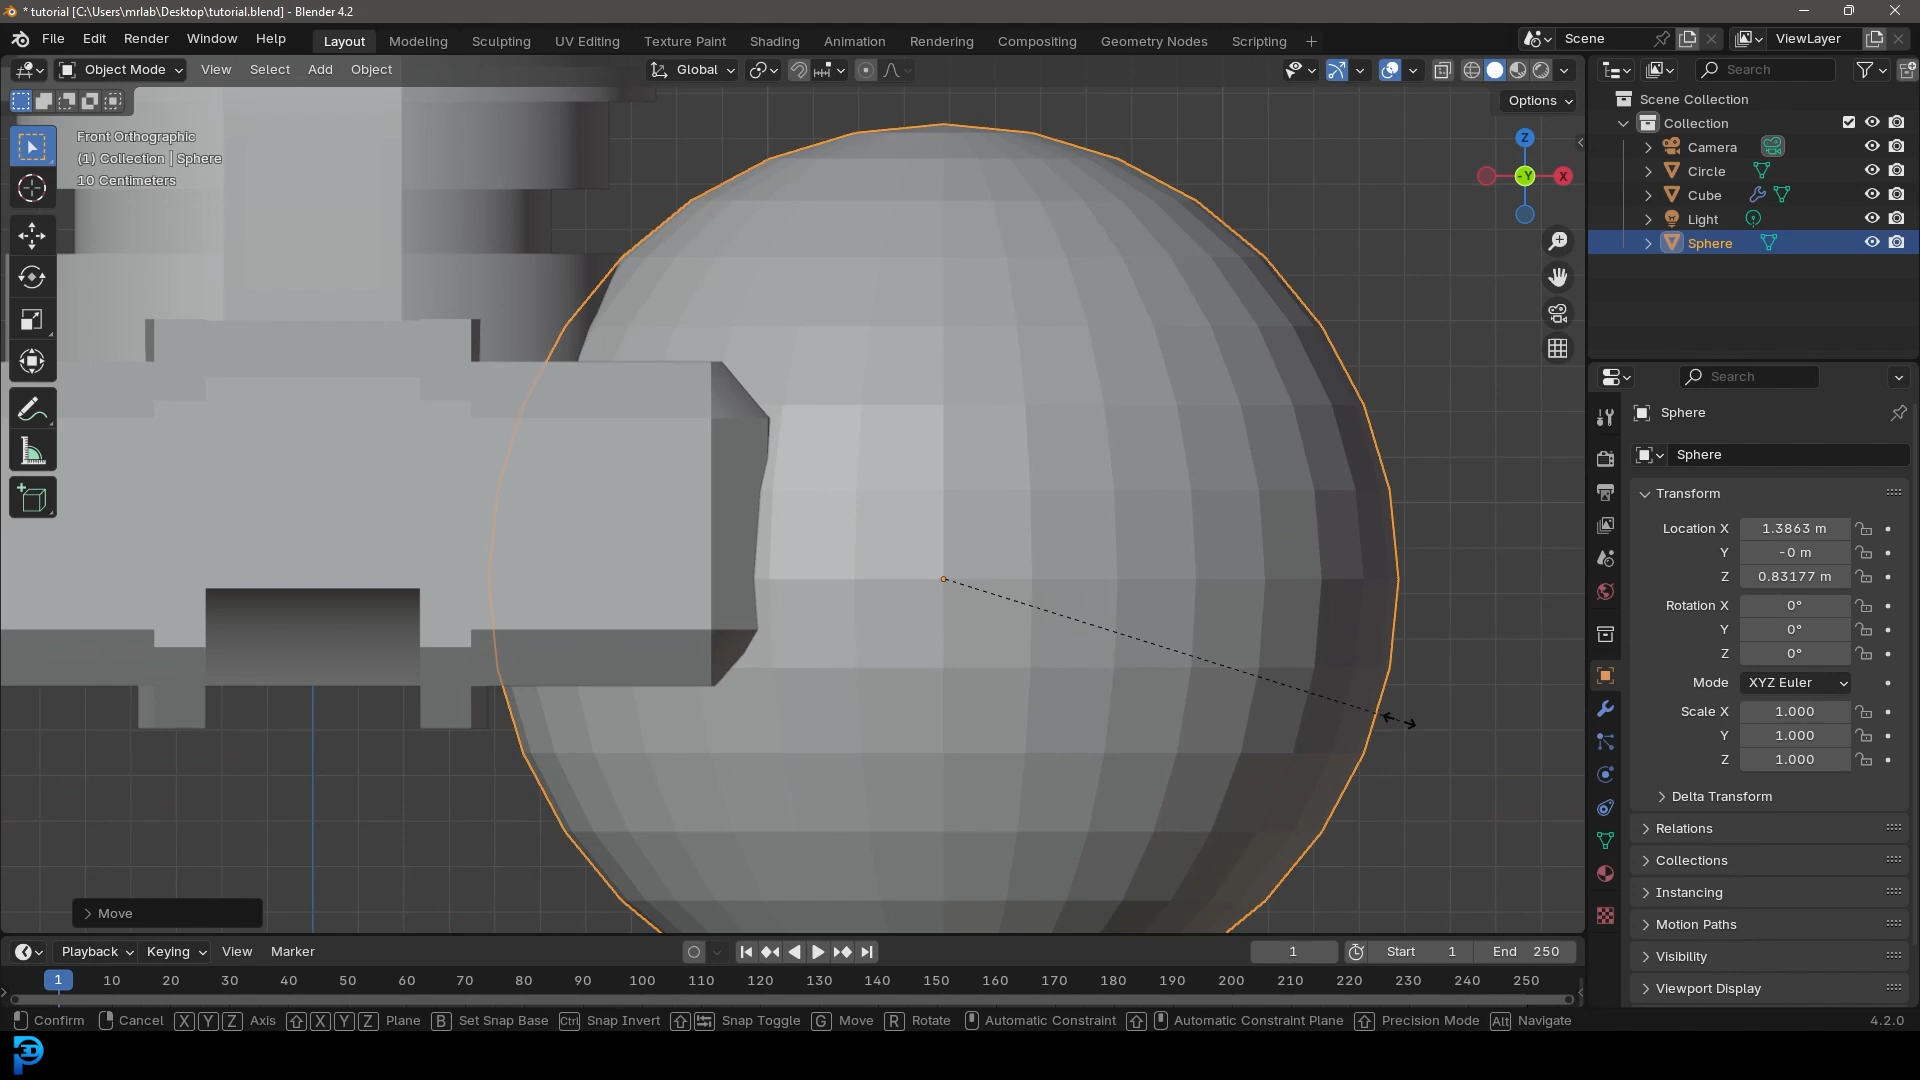 * tutorial [C:\Users\mrlab\Desktop\tutorial.blend] - Blender 4.2
File Edit Render Window Help Layout Modeling Sculpting UV Editing Texture Paint Shading Animation Rendering Compositing Geometry Nodes Scripting + Scene ViewLayer
Object Mode View Select Add Object Global Search
Options
Front Orthographic
(1) Collection | Sphere
10 Centimeters
Z
-Y
X
Scene Collection
Collection
Camera
Circle
Cube
Light
Sphere
Search
Sphere
Sphere
Transform
Location X 1.3863 m
Y -0 m
Z 0.83177 m
Rotation X 0°
Y 0°
Z 0°
Mode XYZ Euler
Scale X 1.000
Y 1.000
Z 1.000
Delta Transform
Relations
Collections
Instancing
Motion Paths
Visibility
Viewport Display
Move
Playback Keying View Marker 1 Start 1 End 250
1 10 20 30 40 50 60 70 80 90 100 110 120 130 140 150 160 170 180 190 200 210 220 230 240 250
Confirm Cancel X Y Z Axis X Y Z Plane B Set Snap Base Ctrl Snap Invert Snap Toggle G Move R Rotate Automatic Constraint Automatic Constraint Plane Precision Mode Alt Navigate 4.2.0
3D